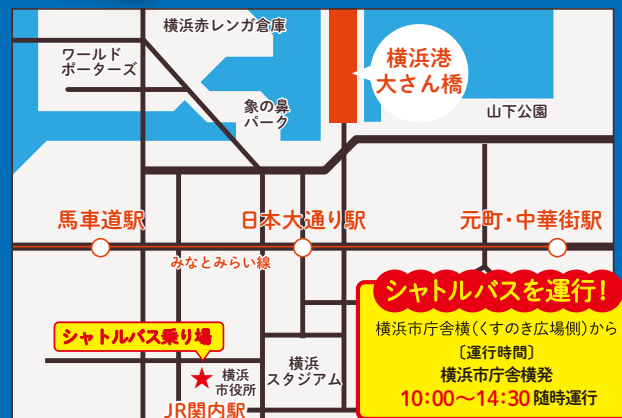 横浜赤レンガ倉庫
ワールド
ポーターズ
横浜港
大さん橋
象の鼻
パーク
山下公園
馬車道駅
日本大通り駅
元町・中華街駅
みなとみらい線
シャトルバスを運行!
横浜市庁舎横(くすのき広場側)から
〔運行時間〕
横浜市庁舎横発
10:00〜14:30 随時運行
シャトルバス乗り場
横浜
市役所
横浜
スタジアム
JR関内駅